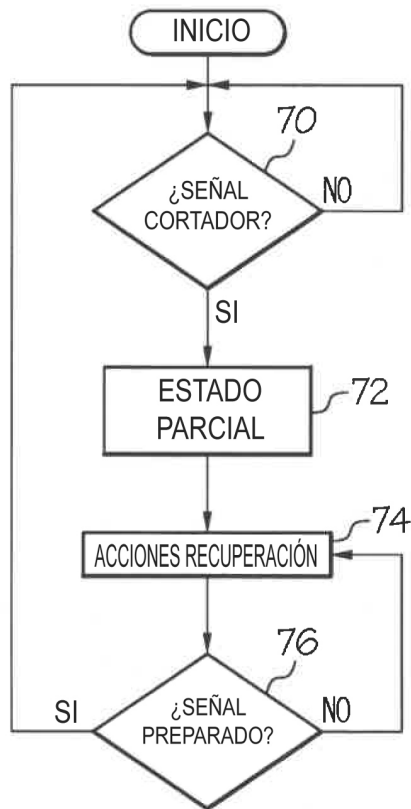 INICIO
70
¿SEÑAL
CORTADOR?
NO
SI
ESTADO
PARCIAL
72
74
ACCIONES RECUPERACIÓN
76
SI
¿SEÑAL
PREPARADO?
NO